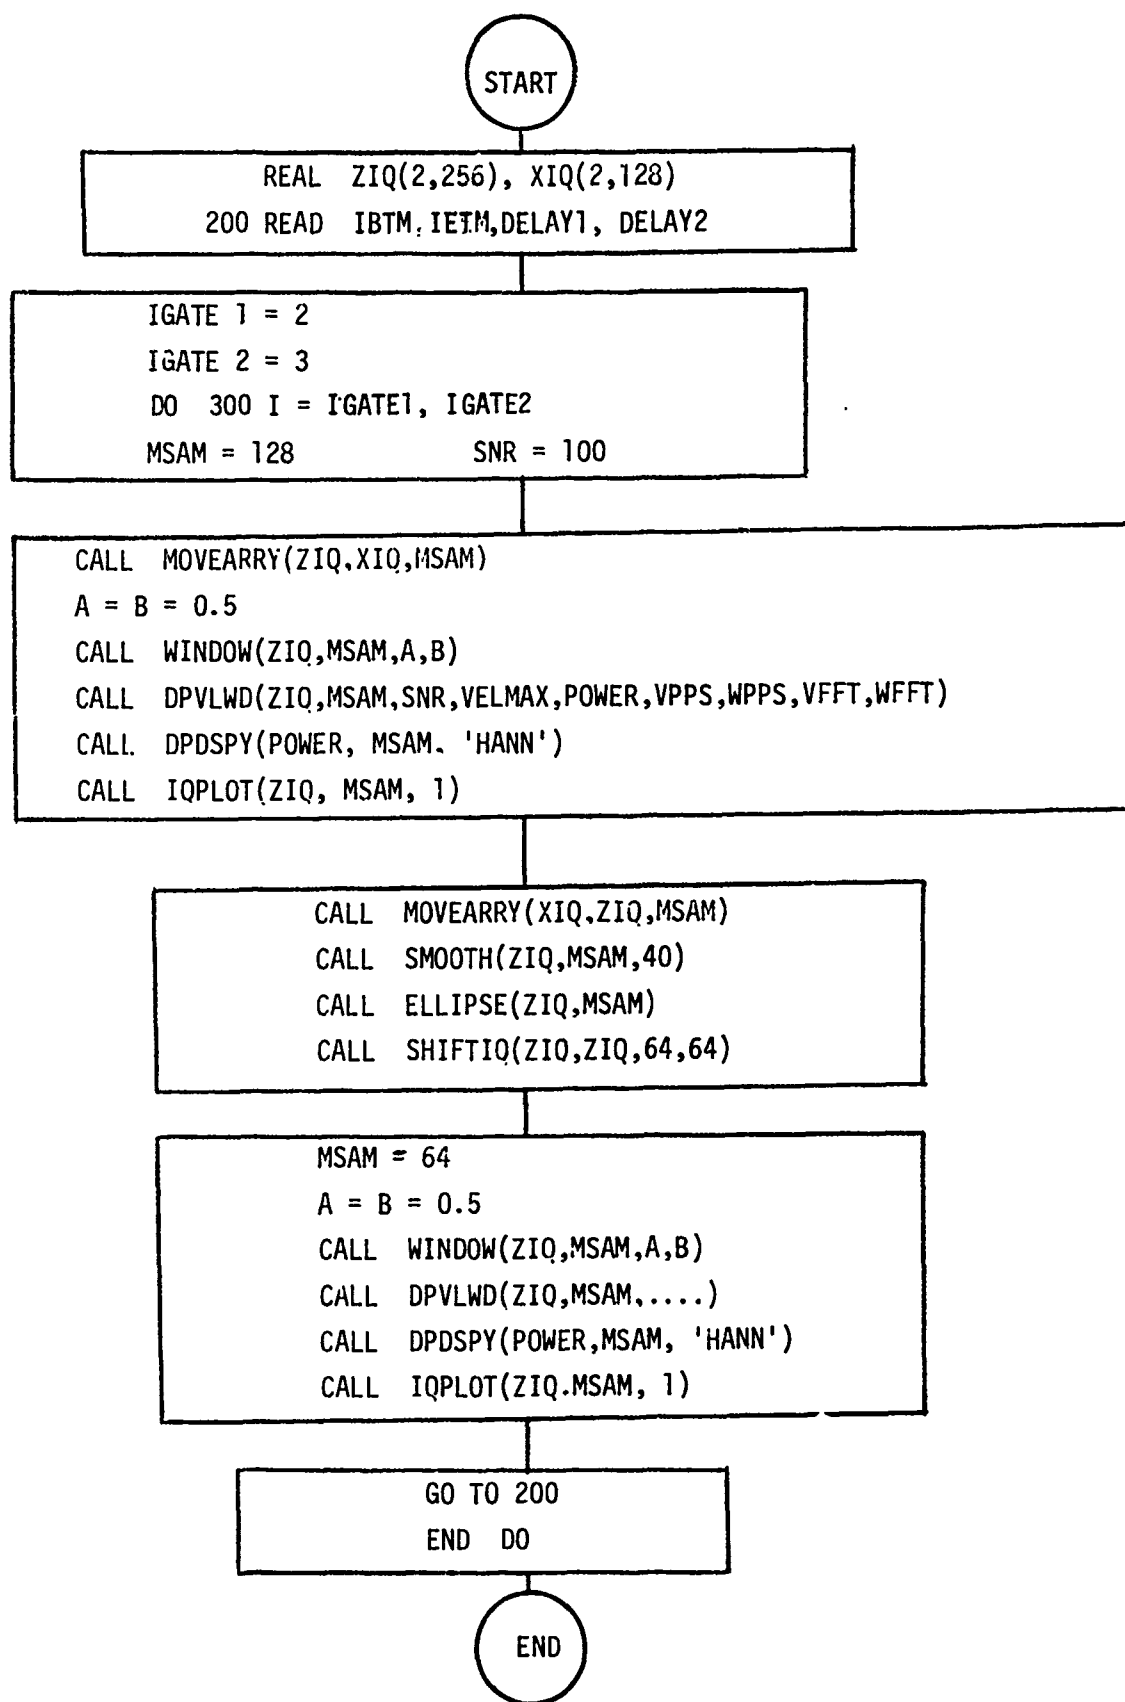 START
REAL ZIQ(2,256), XIQ(2,128)
200 READ IBTM, IETM,DELAY1, DELAY2
IGATE 1 = 2
IGATE 2 = 3
DO 300 I = IGATE1, IGATE2
MSAM = 128 SNR = 100
CALL MOVEARRY(ZIQ,XIQ,MSAM)
A = B = 0.5
CALL WINDOW(ZIQ,MSAM,A,B)
CALL DPVLWD(ZIQ,MSAM,SNR,VELMAX,POWER,VPPS,WPPS,VFFT,WFFT)
CALL DPDSPY(POWER, MSAM, 'HANN')
CALL IQPLOT(ZIQ, MSAM, 1)
CALL MOVEARRY(XIQ,ZIQ,MSAM)
CALL SMOOTH(ZIQ,MSAM,40)
CALL ELLIPSE(ZIQ,MSAM)
CALL SHIFTIQ(ZIQ,ZIQ,64,64)
MSAM = 64
A = B = 0.5
CALL WINDOW(ZIQ,MSAM,A,B)
CALL DPVLWD(ZIQ,MSAM,....)
CALL DPDSPY(POWER,MSAM, 'HANN')
CALL IQPLOT(ZIQ.MSAM, 1)
GO TO 200
END DO
END